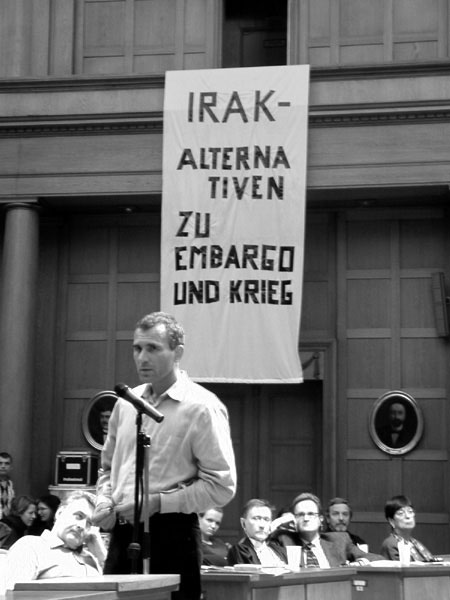 IRAK-
ALTERNA
TIVEN
ZU
EMBARGO
UND KRIEG